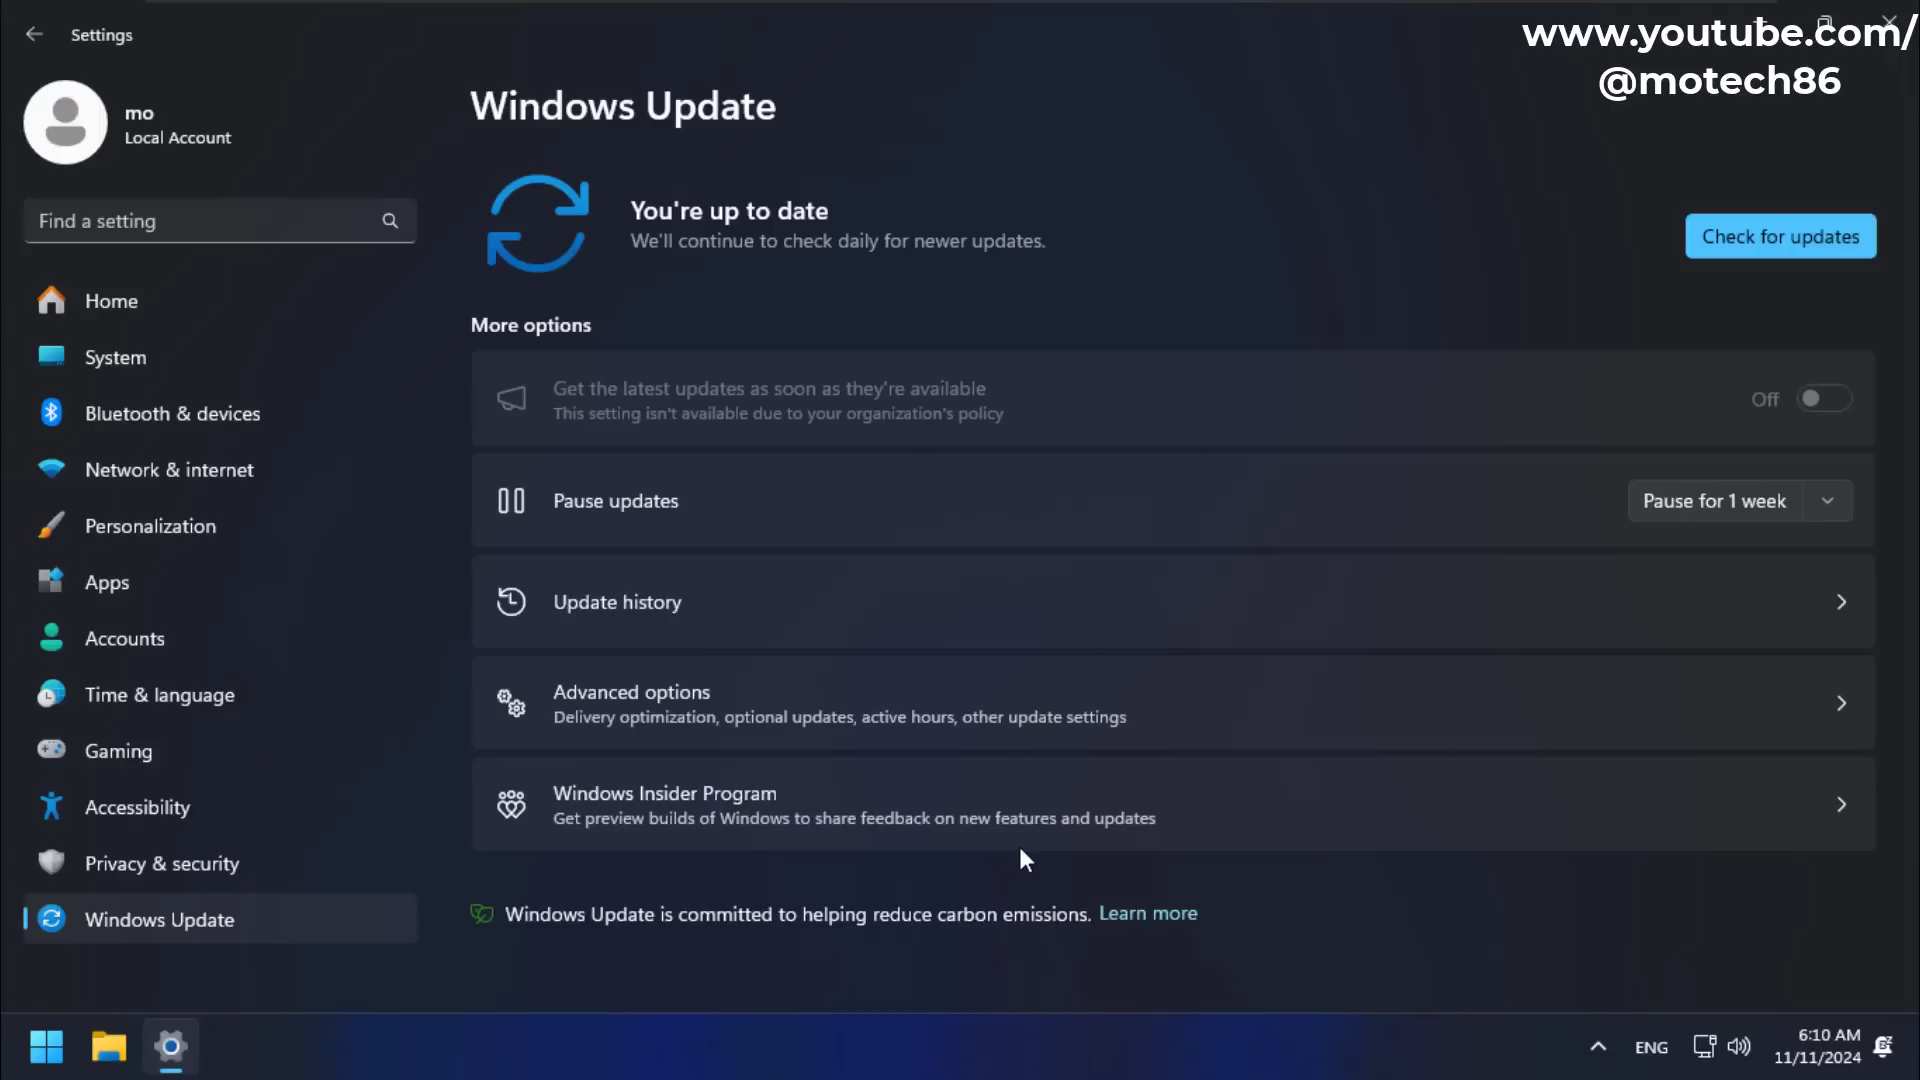 Settings
www.youtube.com/
@motech86
mo
Local Account
Find a setting
Home
System
Bluetooth & devices
Network & internet
Personalization
Apps
Accounts
Time & language
Gaming
Accessibility
Privacy & security
Windows Update
Windows Update
You're up to date
We'll continue to check daily for newer updates.
Check for updates
More options
Get the latest updates as soon as they're available
This setting isn't available due to your organization's policy
Off
Pause updates
Pause for 1 week
Update history
Advanced options
Delivery optimization, optional updates, active hours, other update settings
Windows Insider Program
Get preview builds of Windows to share feedback on new features and updates
Windows Update is committed to helping reduce carbon emissions. Learn more
ENG
6:10 AM
11/11/2024